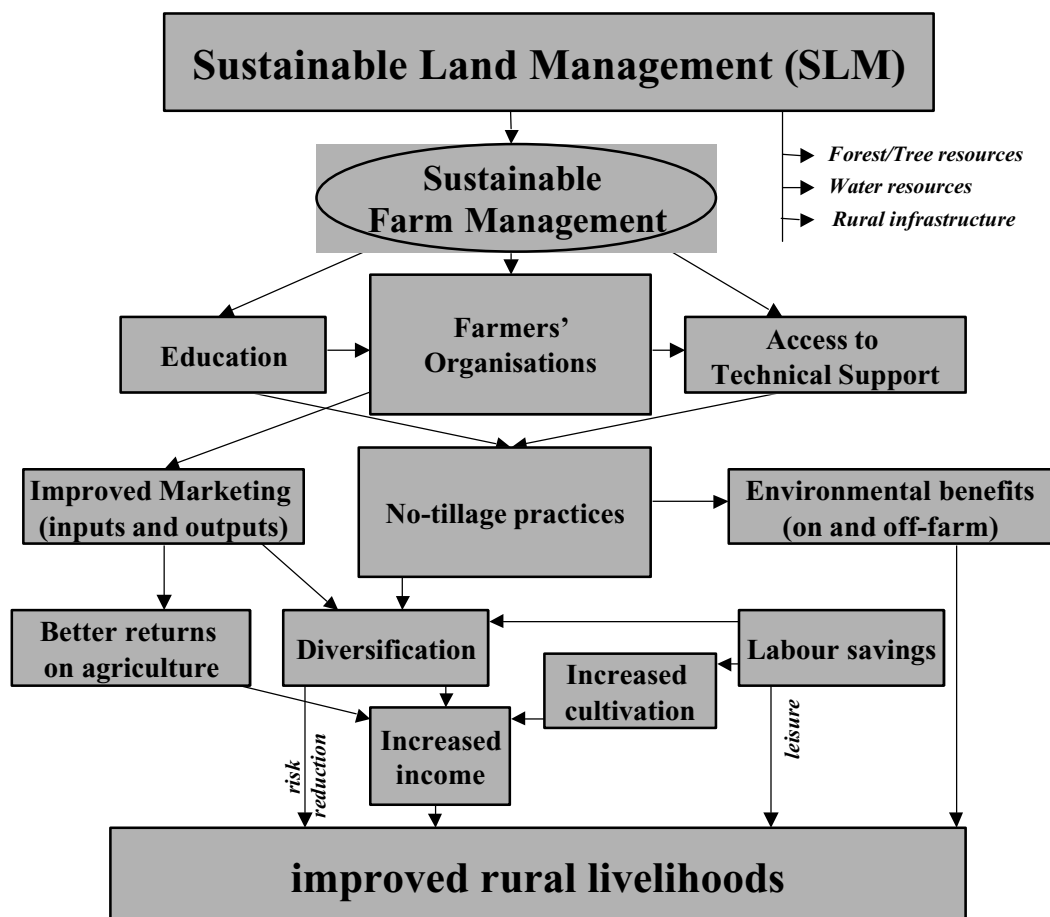 Sustainable Land Management (SLM)
Forest/Tree resources
Water resources
Rural infrastructure
Sustainable
Farm Management
Education
Farmers’
Organisations
Access to
Technical Support
Improved Marketing
(inputs and outputs)
No-tillage practices
Environmental benefits
(on and off-farm)
Better returns
on agriculture
Diversification
Labour savings
Increased
cultivation
Increased
income
risk
reduction
leisure
improved rural livelihoods